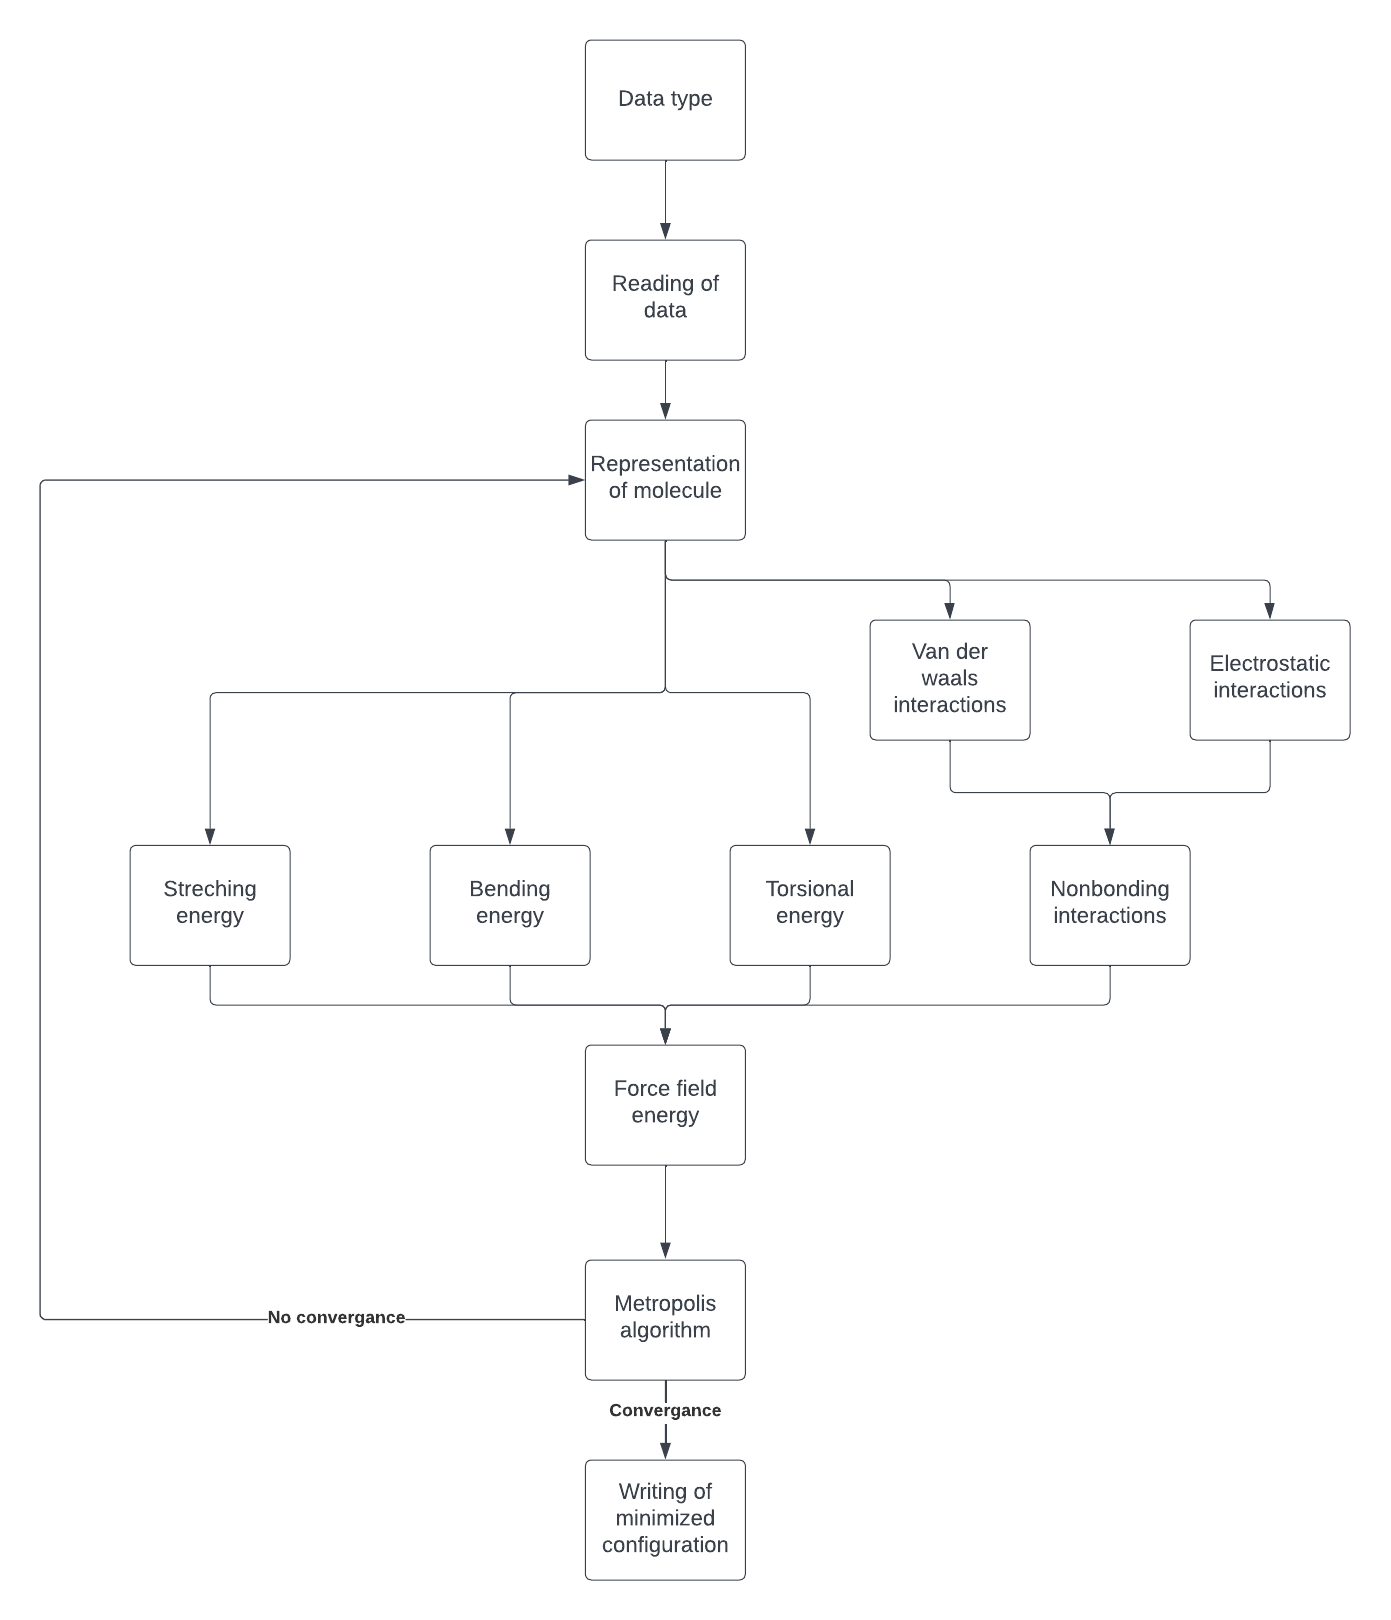 Data type
Reading of
data
Representation
of molecule
Van der
waals
interactions
Electrostatic
interactions
Streching
energy
Bending
energy
Torsional
energy
Nonbonding
interactions
Force field
energy
Metropolis
algorithm
No convergance
Convergance
Writing of
minimized
configuration